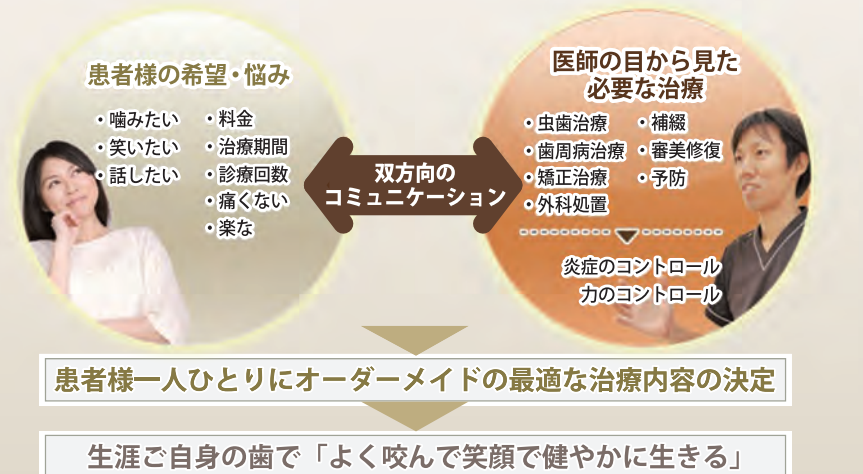 患者様の希望・悩み
・噛みたい
・笑いたい
・話したい
・料金
・治療期間
・診療回数
・痛くない
・楽な
双方向の
コミュニケーション
医師の目から見た
必要な治療
・虫歯治療
・歯周病治療
・矯正治療
・外科処置
・補綴
・審美修復
・予防
炎症のコントロール
力のコントロール
患者様一人ひとりにオーダーメイドの最適な治療内容の決定
生涯ご自身の歯で「よく咬んで笑顔で健やかに生きる」